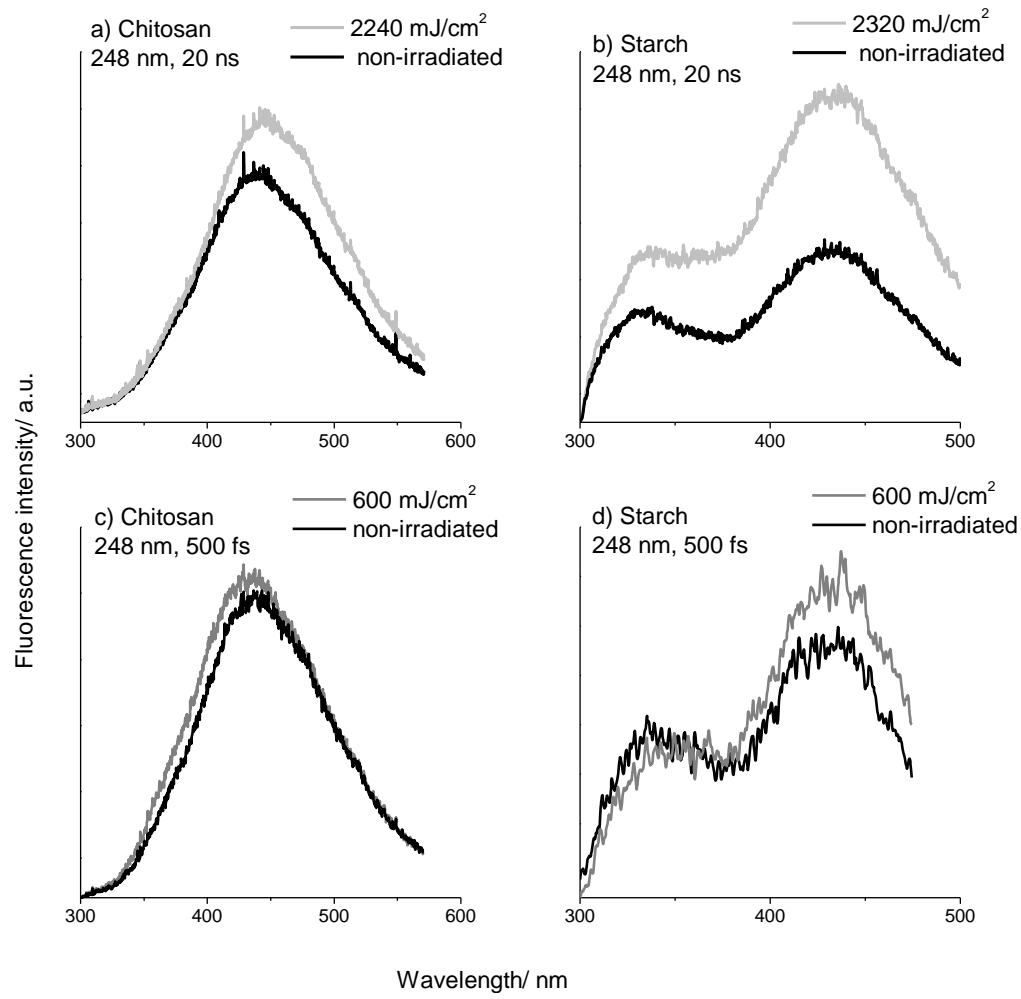 a) Chitosan
248 nm, 20 ns
2240 mJ/cm²
non-irradiated
300 400 500 600
b) Starch
248 nm, 20 ns
2320 mJ/cm²
non-irradiated
300 400 500
c) Chitosan
248 nm, 500 fs
600 mJ/cm²
non-irradiated
300 400 500 600
d) Starch
248 nm, 500 fs
600 mJ/cm²
non-irradiated
300 400 500
Fluorescence intensity/ a.u.
Wavelength/ nm